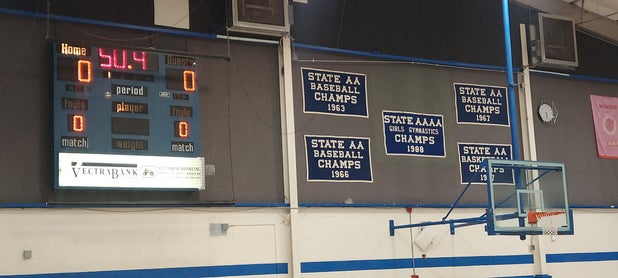 Home
50.4
Guest
0
0
period
fouls
player
fouls
0
0
match
weight
match
VECTRABANK
STATE AA
BASEBALL
CHAMPS
1963
STATE AA
BASEBALL
CHAMPS
1966
STATE AAAA
GIRLS GYMNASTICS
CHAMPS
1988
STATE AA
BASEBALL
CHAMPS
1967
STATE AA
BASEBALL
CHAMPS